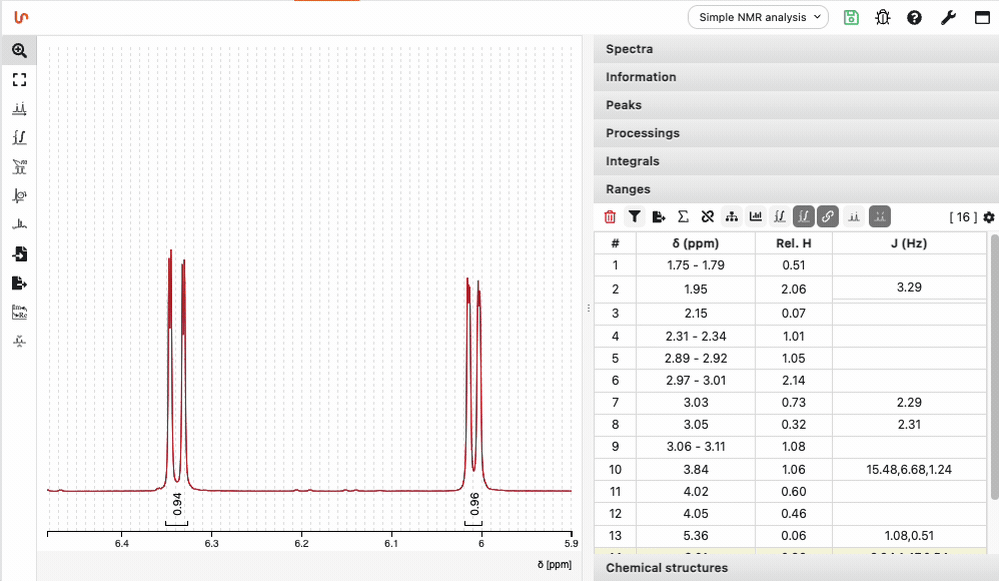 Simple NMR analysis
Spectra
Information
Peaks
Processings
Integrals
Ranges
[ 16 ]
# δ (ppm) Rel. H J (Hz)
1 1.75 - 1.79 0.51
2 1.95 2.06 3.29
3 2.15 0.07
4 2.31 - 2.34 1.01
5 2.89 - 2.92 1.05
6 2.97 - 3.01 2.14
7 3.03 0.73 2.29
8 3.05 0.32 2.31
9 3.06 - 3.11 1.08
10 3.84 1.06 15.48,6.68,1.24
11 4.02 0.60
12 4.05 0.46
13 5.36 0.06 1.08,0.51
Chemical structures
0.94 0.96
6.4 6.3 6.2 6.1 6 5.9
δ [ppm]